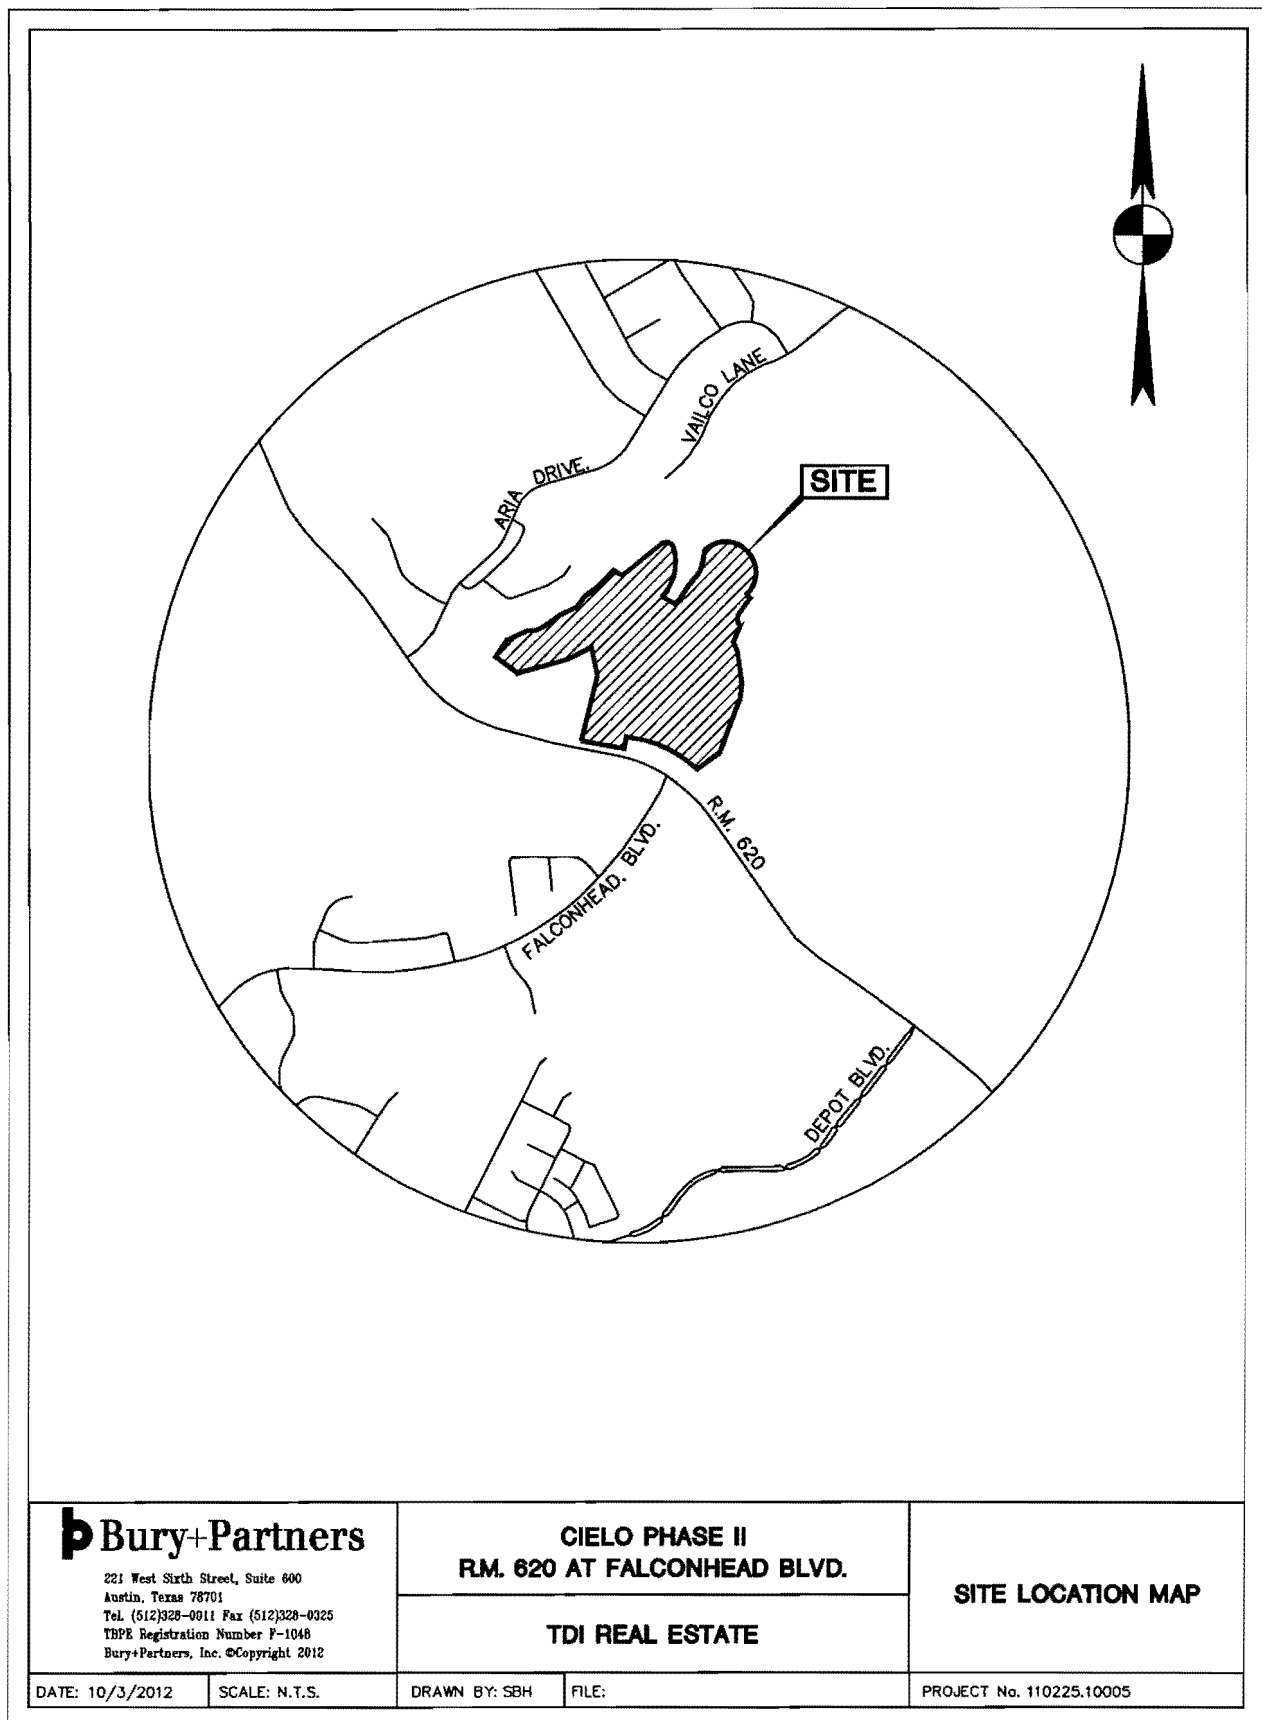 VAILCO LANE
ARIA DRIVE.
SITE
R.M. 620
FALCONHEAD. BLVD.
DEPOT BLVD.
Bury+Partners
221 West Sixth Street, Suite 600
Austin, Texas 78701
Tel. (512)328-0011 Fax (512)328-0325
TBPE Registration Number F-1048
Bury+Partners, Inc. ©Copyright 2012
CIELO PHASE II
R.M. 620 AT FALCONHEAD BLVD.
TDI REAL ESTATE
SITE LOCATION MAP
DATE: 10/3/2012
SCALE: N.T.S.
DRAWN BY: SBH
FILE:
PROJECT No. 110225.10005